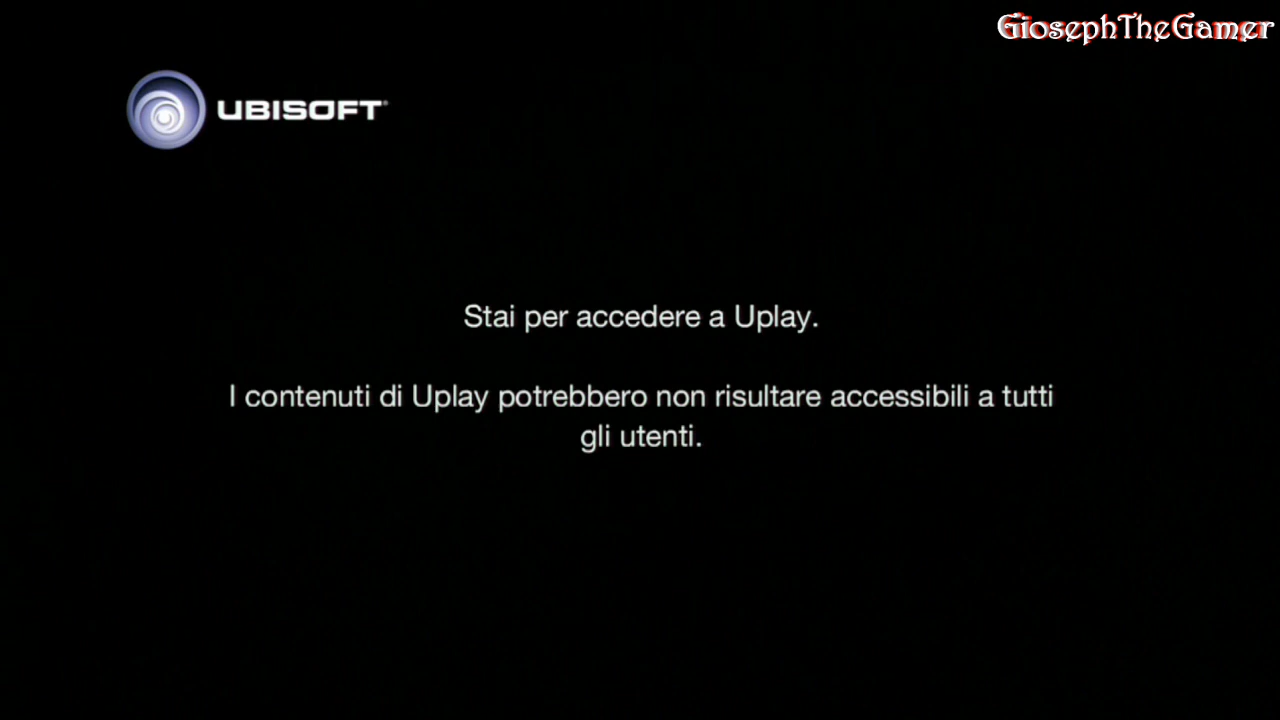 GiosephTheGamer
UBISOFT
Stai per accedere a Uplay.
I contenuti di Uplay potrebbero non risultare accessibili a tutti
gli utenti.